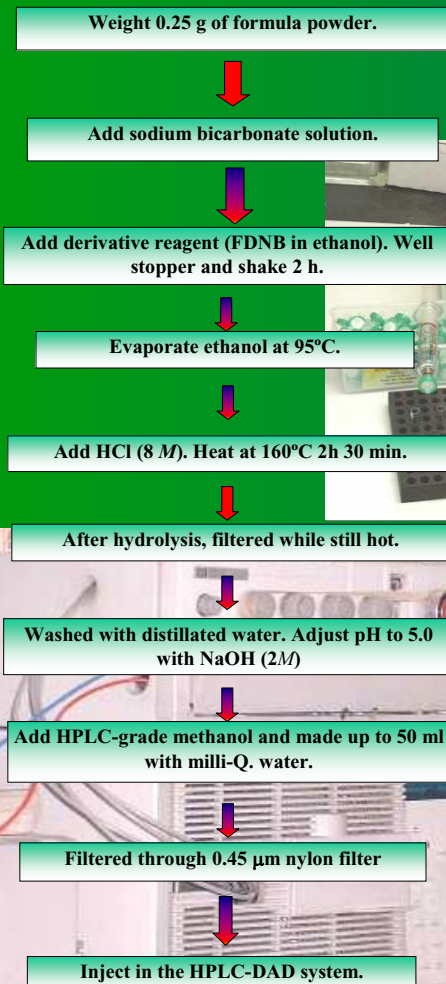 Weight 0.25 g of formula powder.
Add sodium bicarbonate solution.
Add derivative reagent (FDNB in ethanol). Well
stopper and shake 2 h.
Evaporate ethanol at 95ºC.
Add HCl (8 M). Heat at 160ºC 2h 30 min.
After hydrolysis, filtered while still hot.
Washed with distillated water. Adjust pH to 5.0
with NaOH (2M)
Add HPLC-grade methanol and made up to 50 ml
with milli-Q. water.
Filtered through 0.45 µm nylon filter
Inject in the HPLC-DAD system.